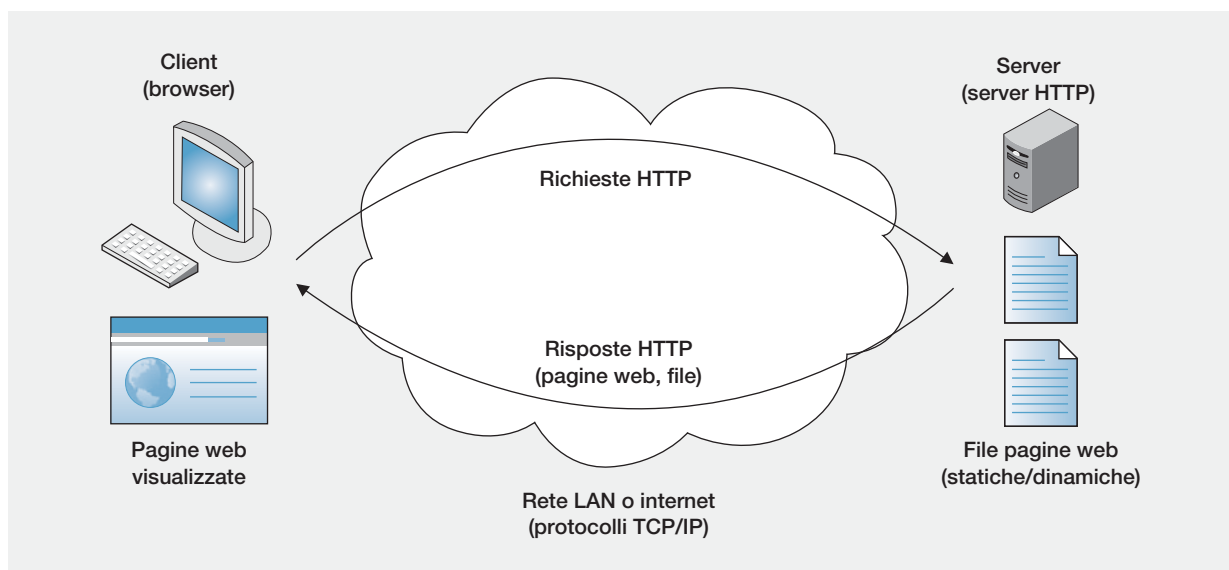 Client
(browser)
Server
(server HTTP)
Richieste HTTP
Risposte HTTP
(pagine web, file)
Pagine web
visualizzate
File pagine web
(statiche/dinamiche)
Rete LAN o internet
(protocolli TCP/IP)